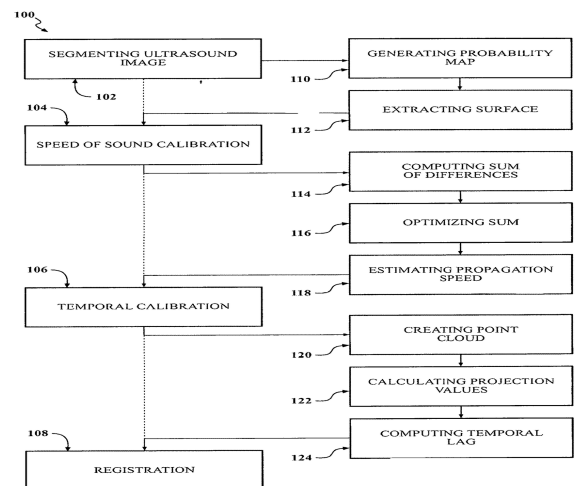 100
SEGMENTING ULTRASOUND
IMAGE
102
GENERATING PROBABILITY
MAP
110
EXTRACTING SURFACE
112
104
SPEED OF SOUND CALIBRATION
COMPUTING SUM
OF DIFFERENCES
114
OPTIMIZING SUM
116
ESTIMATING PROPAGATION
SPEED
118
106
TEMPORAL CALIBRATION
CREATING POINT
CLOUD
120
CALCULATING PROJECTION
VALUES
122
COMPUTING TEMPORAL
LAG
124
108
REGISTRATION